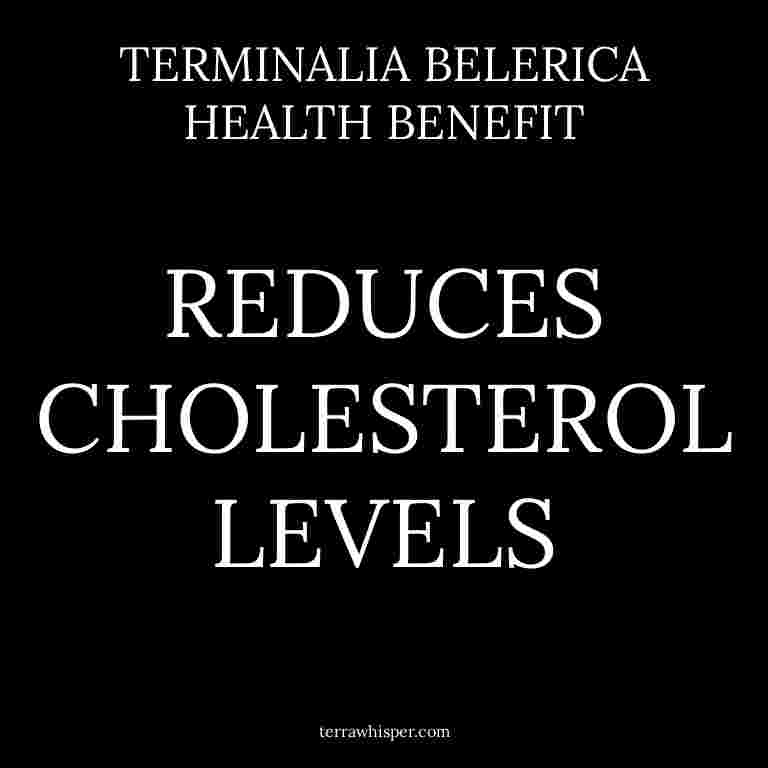 TERMINALIA BELERICA
HEALTH BENEFIT
REDUCES
CHOLESTEROL
LEVELS
terrawhisper.com